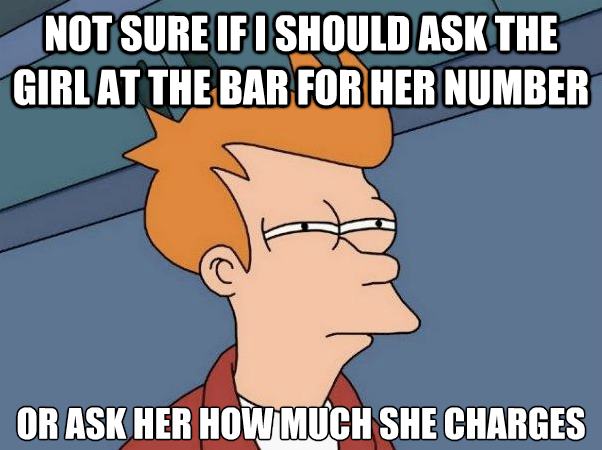 NOT SURE IF I SHOULD ASK THE
GIRL AT THE BAR FOR HER NUMBER
OR ASK HER HOW MUCH SHE CHARGES